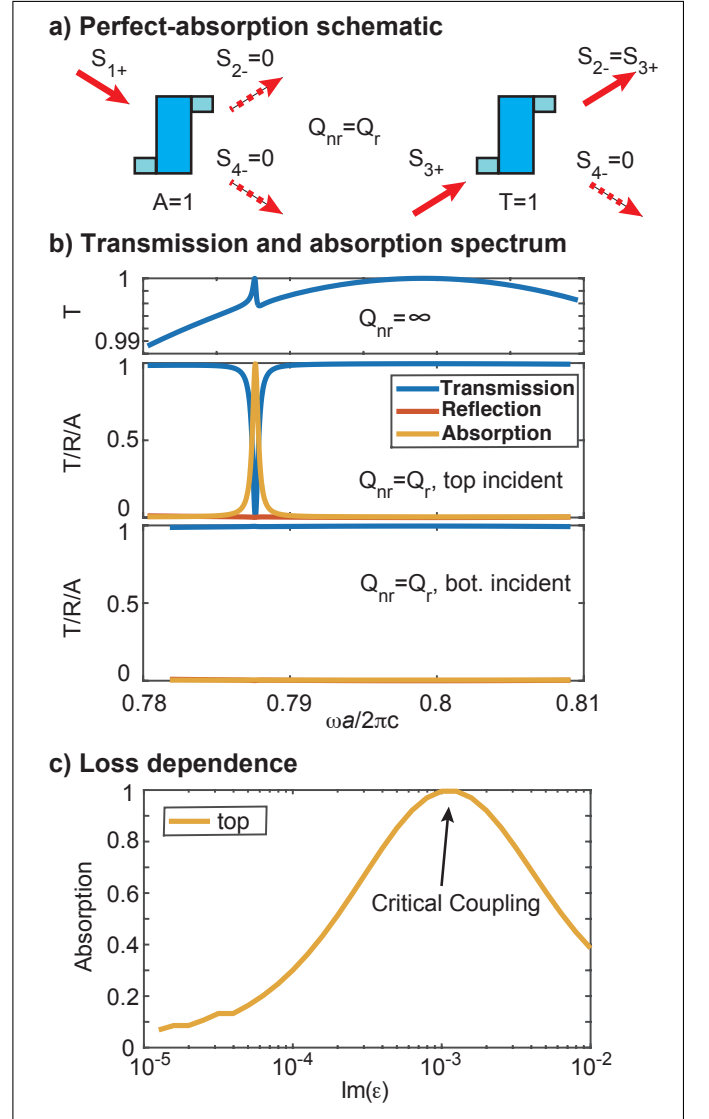 a) Perfect-absorption schematic
S1+ S2-=0 S2-=S3+
Qnr=Qr
S4-=0 S3+ S4-=0
A=1 T=1
b) Transmission and absorption spectrum
1
T
Qnr=∞
0.99
1
Transmission
Reflection
Absorption
T/R/A
0.5
Qnr=Qr, top incident
0
1
Qnr=Qr, bot. incident
T/R/A
0.5
0
0.78 0.79 0.8 0.81
ωa/2πc
c) Loss dependence
1
top
0.8
Absorption
0.6
Critical Coupling
0.4
0.2
0
10-5 10-4 10-3 10-2
Im(ε)